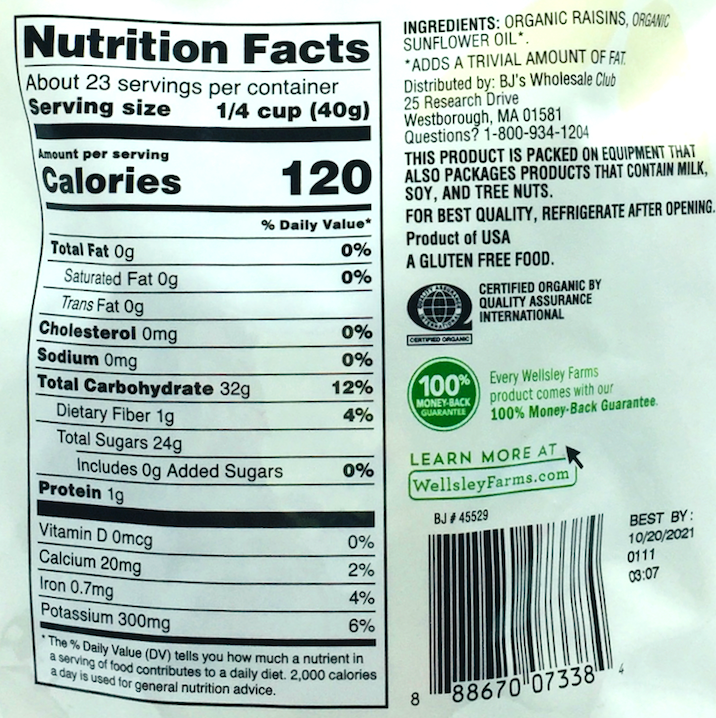 Nutrition Facts
About 23 servings per container
Serving size 1/4 cup (40g)
Amount per serving
Calories 120
% Daily Value*
Total Fat 0g 0%
Saturated Fat 0g 0%
Trans Fat 0g
Cholesterol 0mg 0%
Sodium 0mg 0%
Total Carbohydrate 32g 12%
Dietary Fiber 1g 4%
Total Sugars 24g
Includes 0g Added Sugars 0%
Protein 1g
Vitamin D 0mcg 0%
Calcium 20mg 2%
Iron 0.7mg 4%
Potassium 300mg 6%
* The % Daily Value (DV) tells you how much a nutrient in
a serving of food contributes to a daily diet. 2,000 calories
a day is used for general nutrition advice.
INGREDIENTS: ORGANIC RAISINS, ORGANIC
SUNFLOWER OIL*.
*ADDS A TRIVIAL AMOUNT OF FAT.
Distributed by: BJ's Wholesale Club
25 Research Drive
Westborough, MA 01581
Questions? 1-800-934-1204
THIS PRODUCT IS PACKED ON EQUIPMENT THAT
ALSO PACKAGES PRODUCTS THAT CONTAIN MILK,
SOY, AND TREE NUTS.
FOR BEST QUALITY, REFRIGERATE AFTER OPENING.
Product of USA
A GLUTEN FREE FOOD.
CERTIFIED ORGANIC BY
QUALITY ASSURANCE
INTERNATIONAL
CERTIFIED ORGANIC
100%
MONEY-BACK
GUARANTEE
Every Wellsley Farms
product comes with our
100% Money-Back Guarantee.
LEARN MORE AT
WellsleyFarms.com
BJ # 45529
8 88670 07338 4
BEST BY:
10/20/2021
0111
03:07